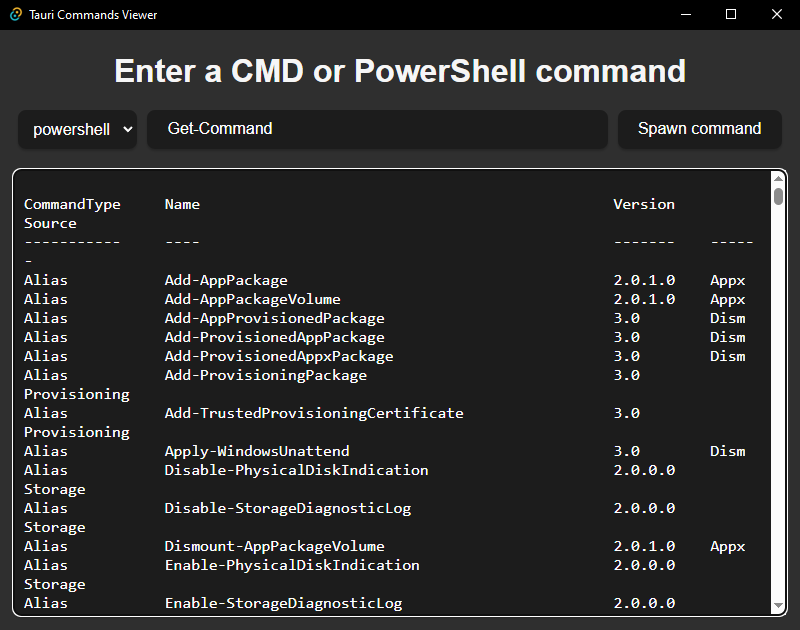 Tauri Commands Viewer
Enter a CMD or PowerShell command
powershell Get-Command Spawn command
CommandType Name Version
Source
----------- ---- ------- -----
-
Alias Add-AppPackage 2.0.1.0 Appx
Alias Add-AppPackageVolume 2.0.1.0 Appx
Alias Add-AppProvisionedPackage 3.0 Dism
Alias Add-ProvisionedAppPackage 3.0 Dism
Alias Add-ProvisionedAppxPackage 3.0 Dism
Alias Add-ProvisioningPackage 3.0
Provisioning
Alias Add-TrustedProvisioningCertificate 3.0
Provisioning
Alias Apply-WindowsUnattend 3.0 Dism
Alias Disable-PhysicalDiskIndication 2.0.0.0
Storage
Alias Disable-StorageDiagnosticLog 2.0.0.0
Storage
Alias Dismount-AppPackageVolume 2.0.1.0 Appx
Alias Enable-PhysicalDiskIndication 2.0.0.0
Storage
Alias Enable-StorageDiagnosticLog 2.0.0.0